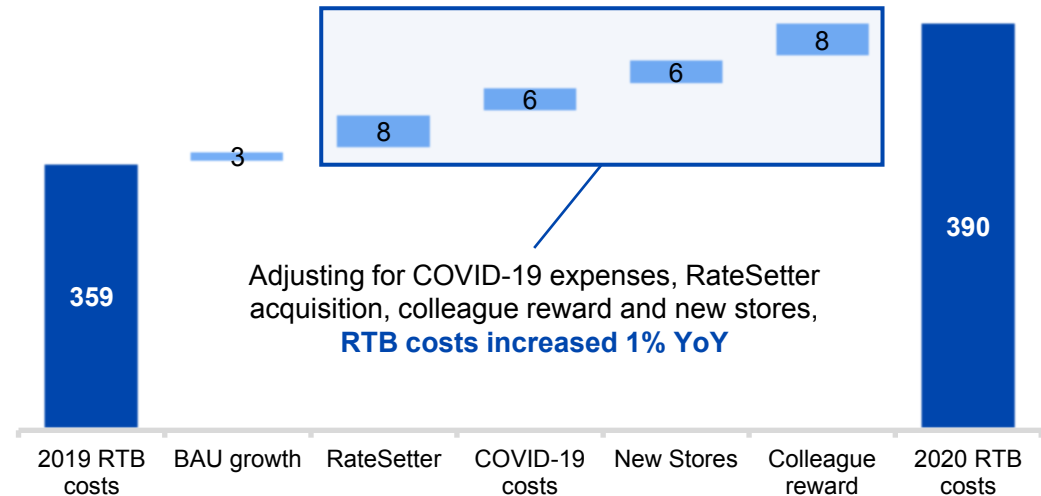 8
6
6
8
3
390
359
Adjusting for COVID-19 expenses, RateSetter
acquisition, colleague reward and new stores,
RTB costs increased 1% YoY
2019 RTB costs
BAU growth
RateSetter
COVID-19 costs
New Stores
Colleague reward
2020 RTB costs